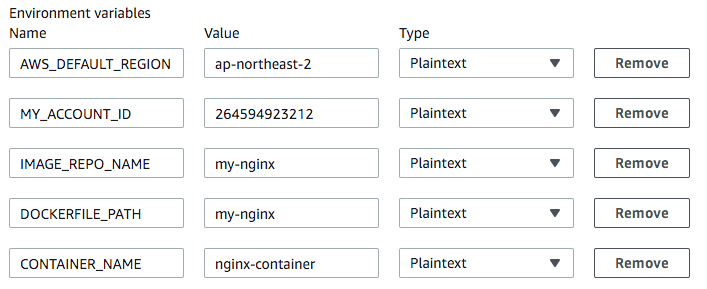 Environment variables
Name Value Type
AWS_DEFAULT_REGION ap-northeast-2 Plaintext Remove
MY_ACCOUNT_ID 264594923212 Plaintext Remove
IMAGE_REPO_NAME my-nginx Plaintext Remove
DOCKERFILE_PATH my-nginx Plaintext Remove
CONTAINER_NAME nginx-container Plaintext Remove